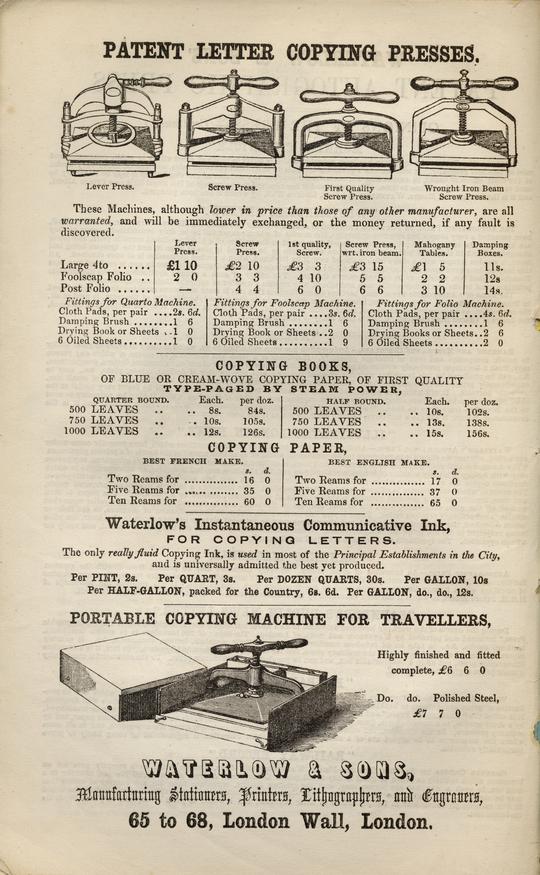 PATENT LETTER COPYING PRESSES.
Lever Press. Screw Press. First Quality Screw Press. Wrought Iron Beam Screw Press.
These Machines, although lower in price than those of any other manufacturer, are all
warranted, and will be immediately exchanged, or the money returned, if any fault is
discovered.
Lever Press. Screw Press. 1st quality, Screw. Screw Press, wrt. iron beam. Mahogany Tables. Damping Boxes.
Large 4to ...... £1 10 £2 10 £3 3 £3 15 £1 5 11s.
Foolscap Folio .. 2 0 3 3 4 10 5 5 2 2 12s
Post Folio ...... — 4 4 6 0 6 6 3 10 14s.
Fittings for Quarto Machine. Fittings for Foolscap Machine. Fittings for Folio Machine.
Cloth Pads, per pair ....2s. 6d. Cloth Pads, per pair ....3s. 6d. Cloth Pads, per pair ....4s. 6d.
Damping Brush ........1 6 Damping Brush .........1 6 Damping Brush ........1 6
Drying Book or Sheets ..1 0 Drying Book or Sheets ..2 0 Drying Books or Sheets..2 6
6 Oiled Sheets..........1 0 6 Oiled Sheets..........1 9 6 Oiled Sheets..........2 0
COPYING BOOKS,
OF BLUE OR CREAM-WOVE COPYING PAPER, OF FIRST QUALITY
TYPE-PAGED BY STEAM POWER,
QUARTER BOUND. Each. per doz. HALF BOUND. Each. per doz.
500 LEAVES .. .. 8s. 84s. 500 LEAVES .. .. 10s. 102s.
750 LEAVES .. .. 10s. 105s. 750 LEAVES .. .. 13s. 138s.
1000 LEAVES .. .. 12s. 126s. 1000 LEAVES .. .. 15s. 156s.
COPYING PAPER,
BEST FRENCH MAKE. BEST ENGLISH MAKE.
s. d. s. d.
Two Reams for .............. 16 0 Two Reams for .............. 17 0
Five Reams for .............. 35 0 Five Reams for .............. 37 0
Ten Reams for .............. 60 0 Ten Reams for .............. 65 0
Waterlow's Instantaneous Communicative Ink,
FOR COPYING LETTERS.
The only really fluid Copying Ink, is used in most of the Principal Establishments in the City,
and is universally admitted the best yet produced.
Per PINT, 2s. Per QUART, 3s. Per DOZEN QUARTS, 30s. Per GALLON, 10s
Per HALF-GALLON, packed for the Country, 6s. 6d. Per GALLON, do., do., 12s.
PORTABLE COPYING MACHINE FOR TRAVELLERS,
Highly finished and fitted
complete, £6 6 0
Do. do. Polished Steel,
£7 7 0
WATERLOW & SONS,
Manufacturing Stationers, Printers, Lithographers, and Engravers,
65 to 68, London Wall, London.